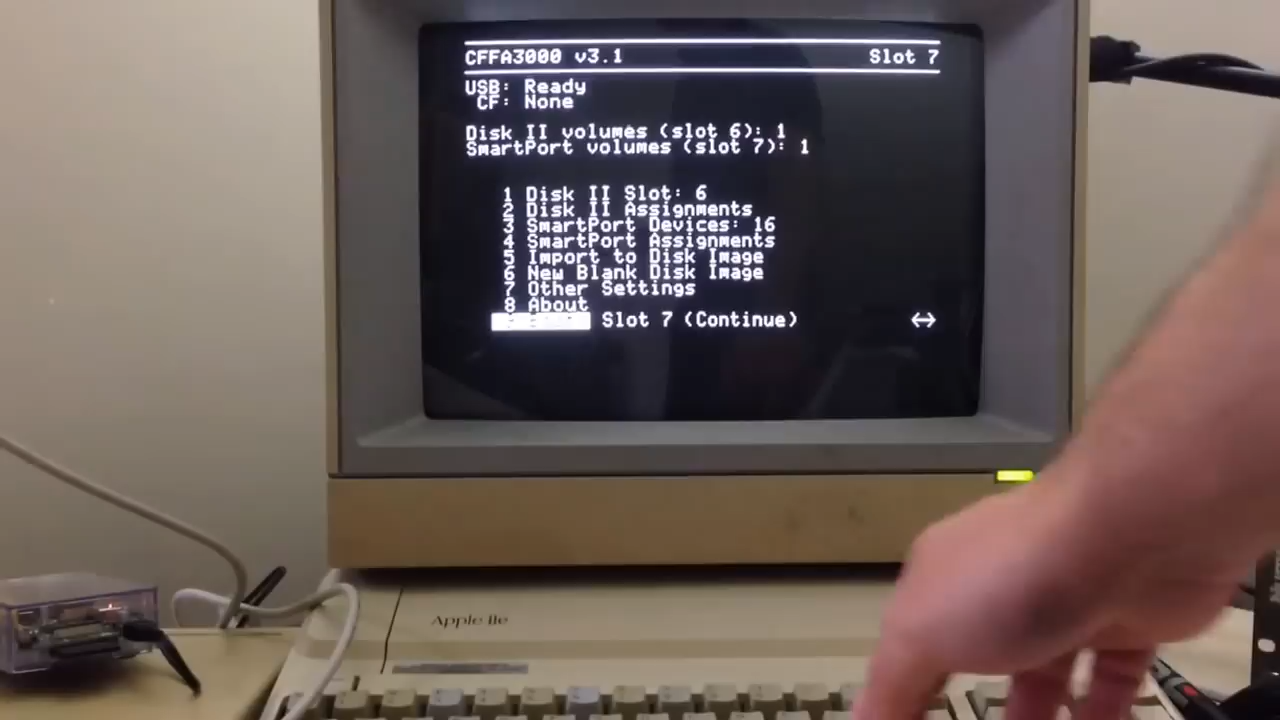 CFFA3000 v3.1 Slot 7
USB: Ready
CF: None
Disk II volumes (slot 6): 1
SmartPort volumes (slot 7): 1
1 Disk II Slot: 6
2 Disk II Assignments
3 SmartPort Devices: 16
4 SmartPort Assignments
5 Import to Disk Image
6 New Blank Disk Image
7 Other Settings
8 About
Slot 7 (Continue) ↔
Apple IIe